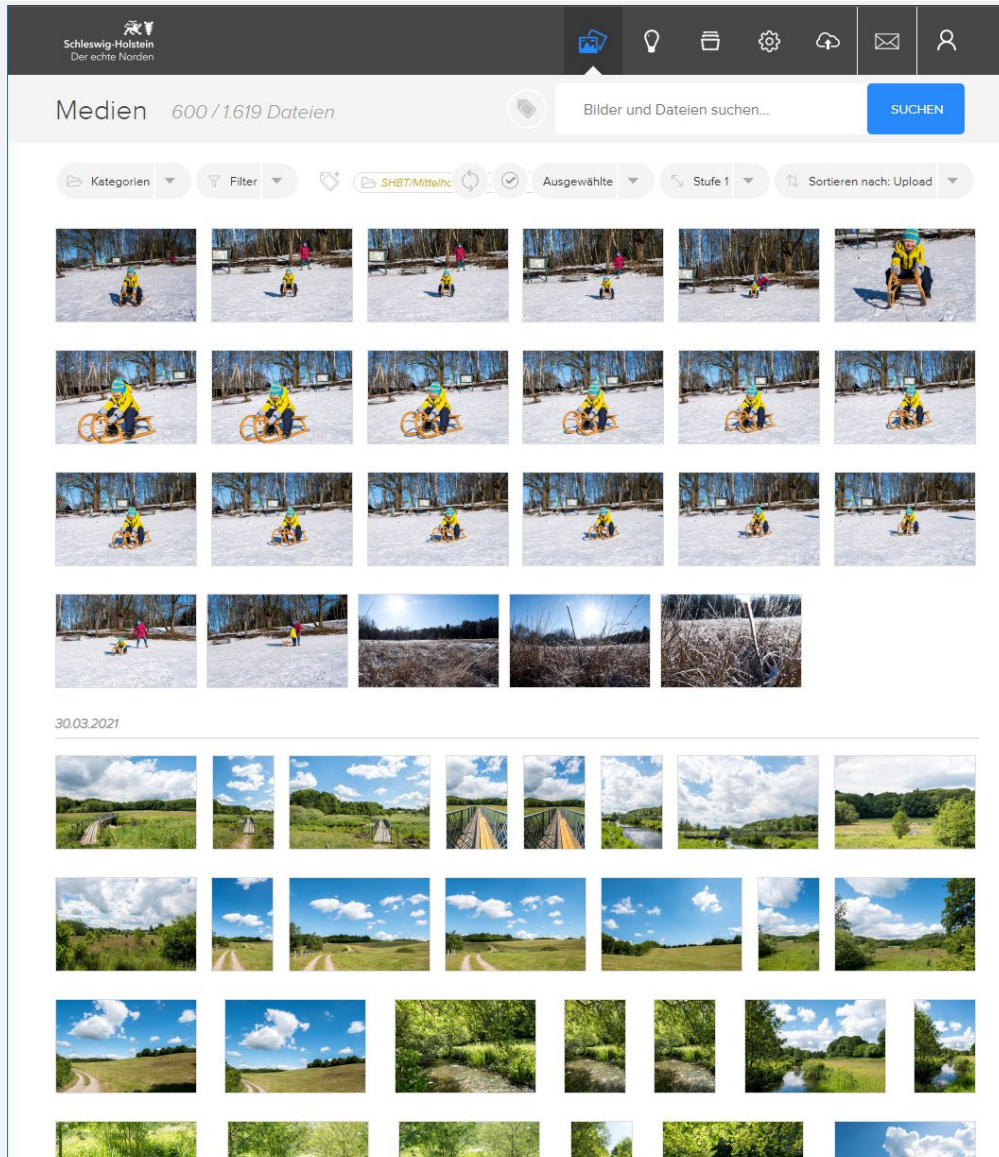 Schleswig-Holstein
Der echte Norden
Medien 600 / 1.619 Dateien
Bilder und Dateien suchen...
SUCHEN
Kategorien
Filter
SHBT/Mittelho
Ausgewählte
Stufe 1
Sortieren nach: Upload
30.03.2021